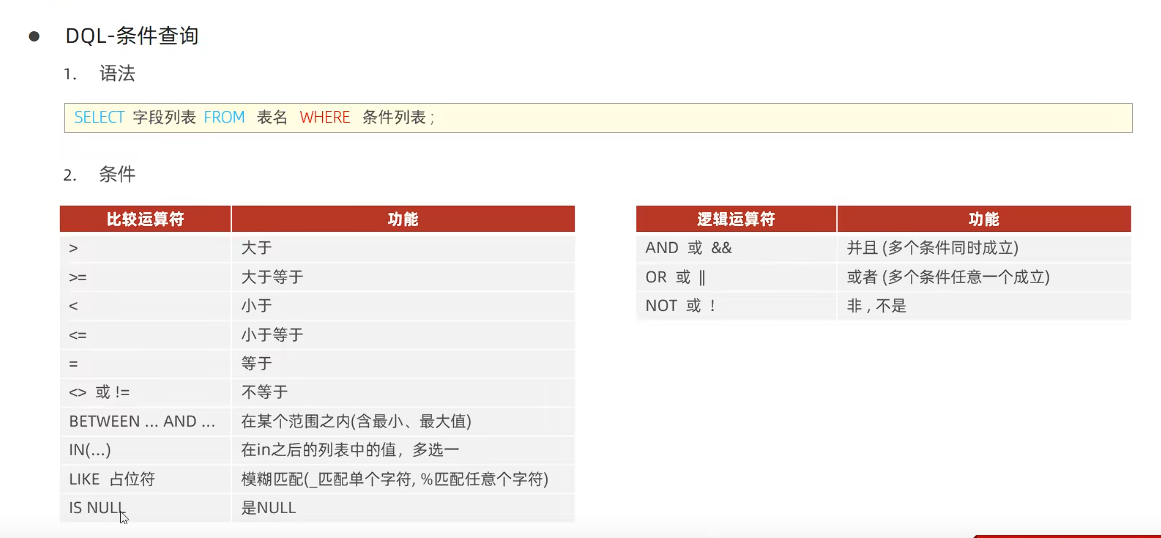 ● DQL-条件查询
1. 语法
SELECT 字段列表 FROM 表名 WHERE 条件列表 ;
2. 条件
比较运算符 功能
> 大于
>= 大于等于
< 小于
<= 小于等于
= 等于
<> 或 != 不等于
BETWEEN ... AND ... 在某个范围之内(含最小、最大值)
IN(...) 在in之后的列表中的值，多选一
LIKE 占位符 模糊匹配(_匹配单个字符, %匹配任意个字符)
IS NULL 是NULL
逻辑运算符 功能
AND 或 && 并且 (多个条件同时成立)
OR 或 || 或者 (多个条件任意一个成立)
NOT 或 ! 非 , 不是